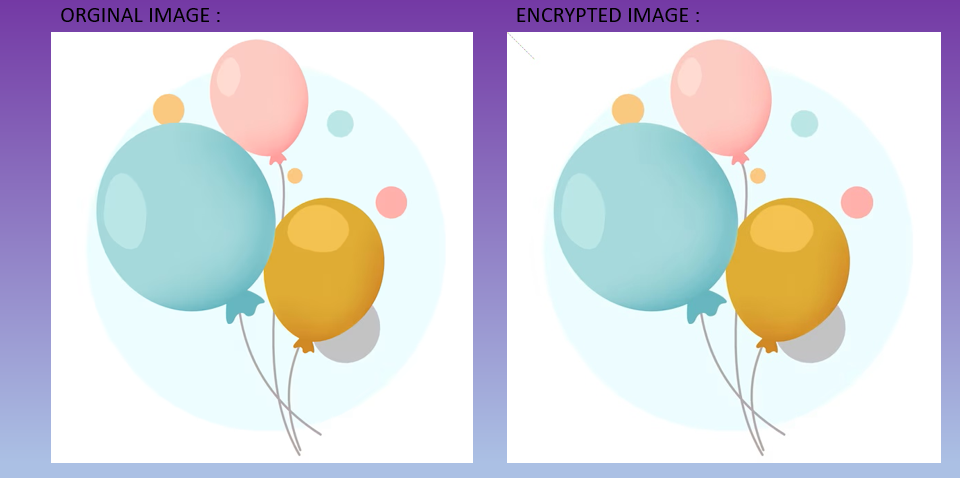 ORGINAL IMAGE :
ENCRYPTED IMAGE :